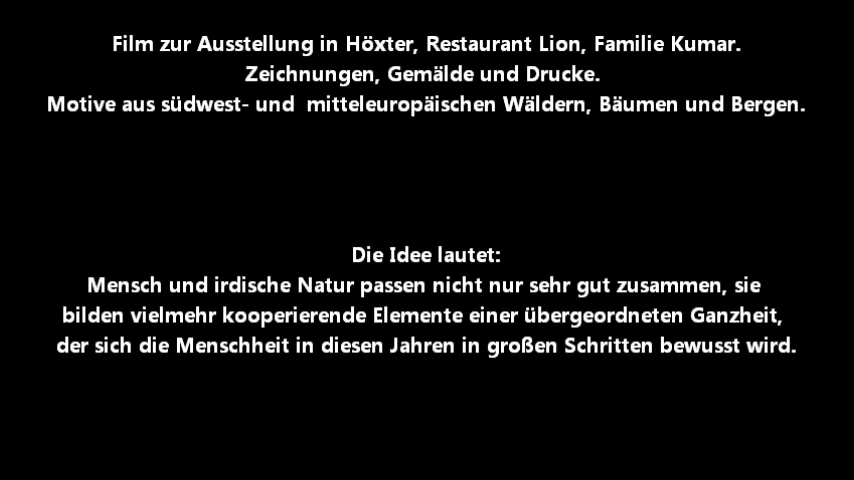 Film zur Ausstellung in Höxter, Restaurant Lion, Familie Kumar.
Zeichnungen, Gemälde und Drucke.
Motive aus südwest- und mitteleuropäischen Wäldern, Bäumen und Bergen.
Die Idee lautet:
Mensch und irdische Natur passen nicht nur sehr gut zusammen, sie
bilden vielmehr kooperierende Elemente einer übergeordneten Ganzheit,
der sich die Menschheit in diesen Jahren in großen Schritten bewusst wird.